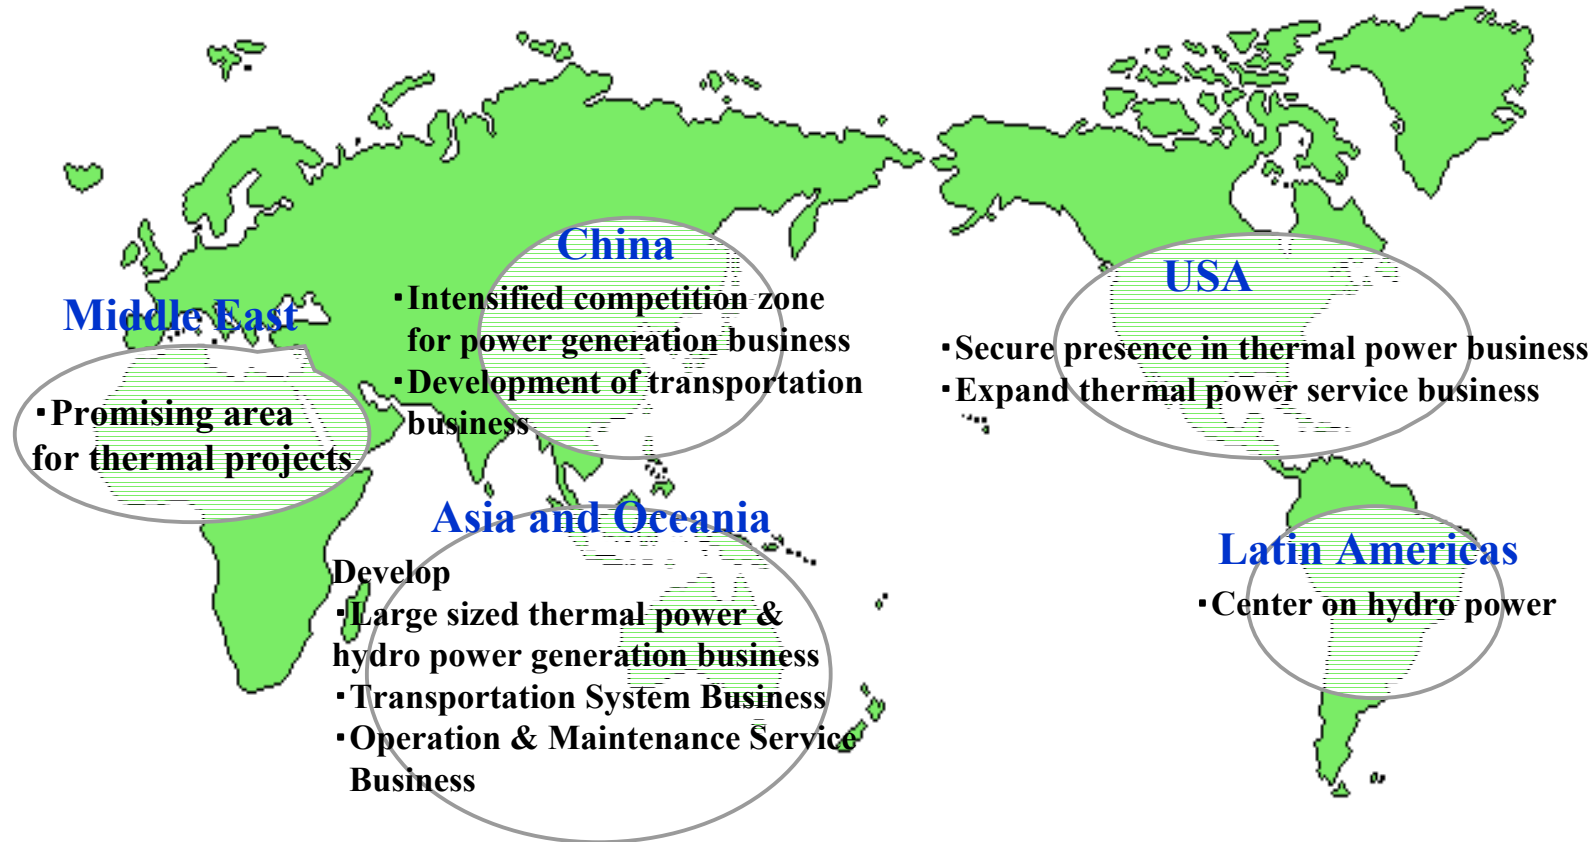 Middle East
▪Promising area
for thermal projects
China
▪Intensified competition zone
for power generation business
▪Development of transportation
business
Asia and Oceania
Develop
▪Large sized thermal power &
hydro power generation business
▪Transportation System Business
▪Operation & Maintenance Service
Business
USA
▪Secure presence in thermal power business
▪Expand thermal power service business
Latin Americas
▪Center on hydro power